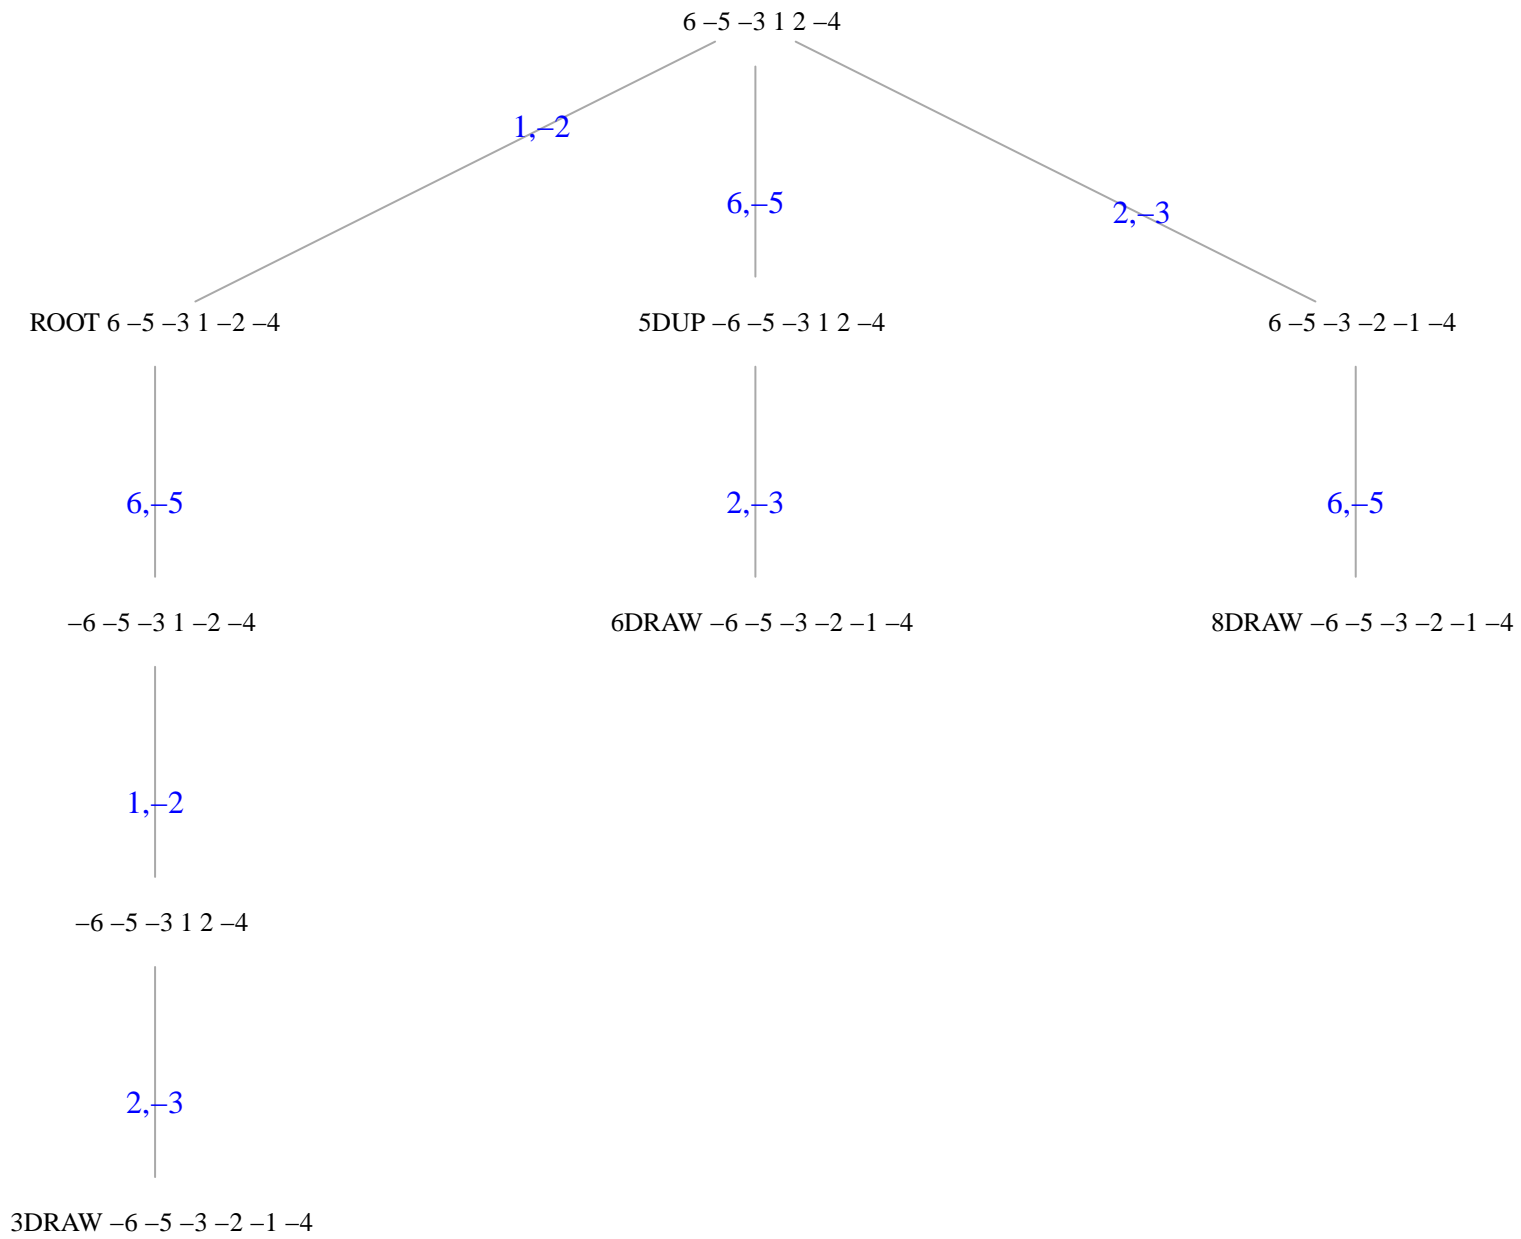 6 –5 –3 1 2 –4
1,–2
6,–5
2,–3
ROOT 6 –5 –3 1 –2 –4
5DUP –6 –5 –3 1 2 –4
6 –5 –3 –2 –1 –4
6,–5
2,–3
6,–5
–6 –5 –3 1 –2 –4
6DRAW –6 –5 –3 –2 –1 –4
8DRAW –6 –5 –3 –2 –1 –4
1,–2
–6 –5 –3 1 2 –4
2,–3
3DRAW –6 –5 –3 –2 –1 –4